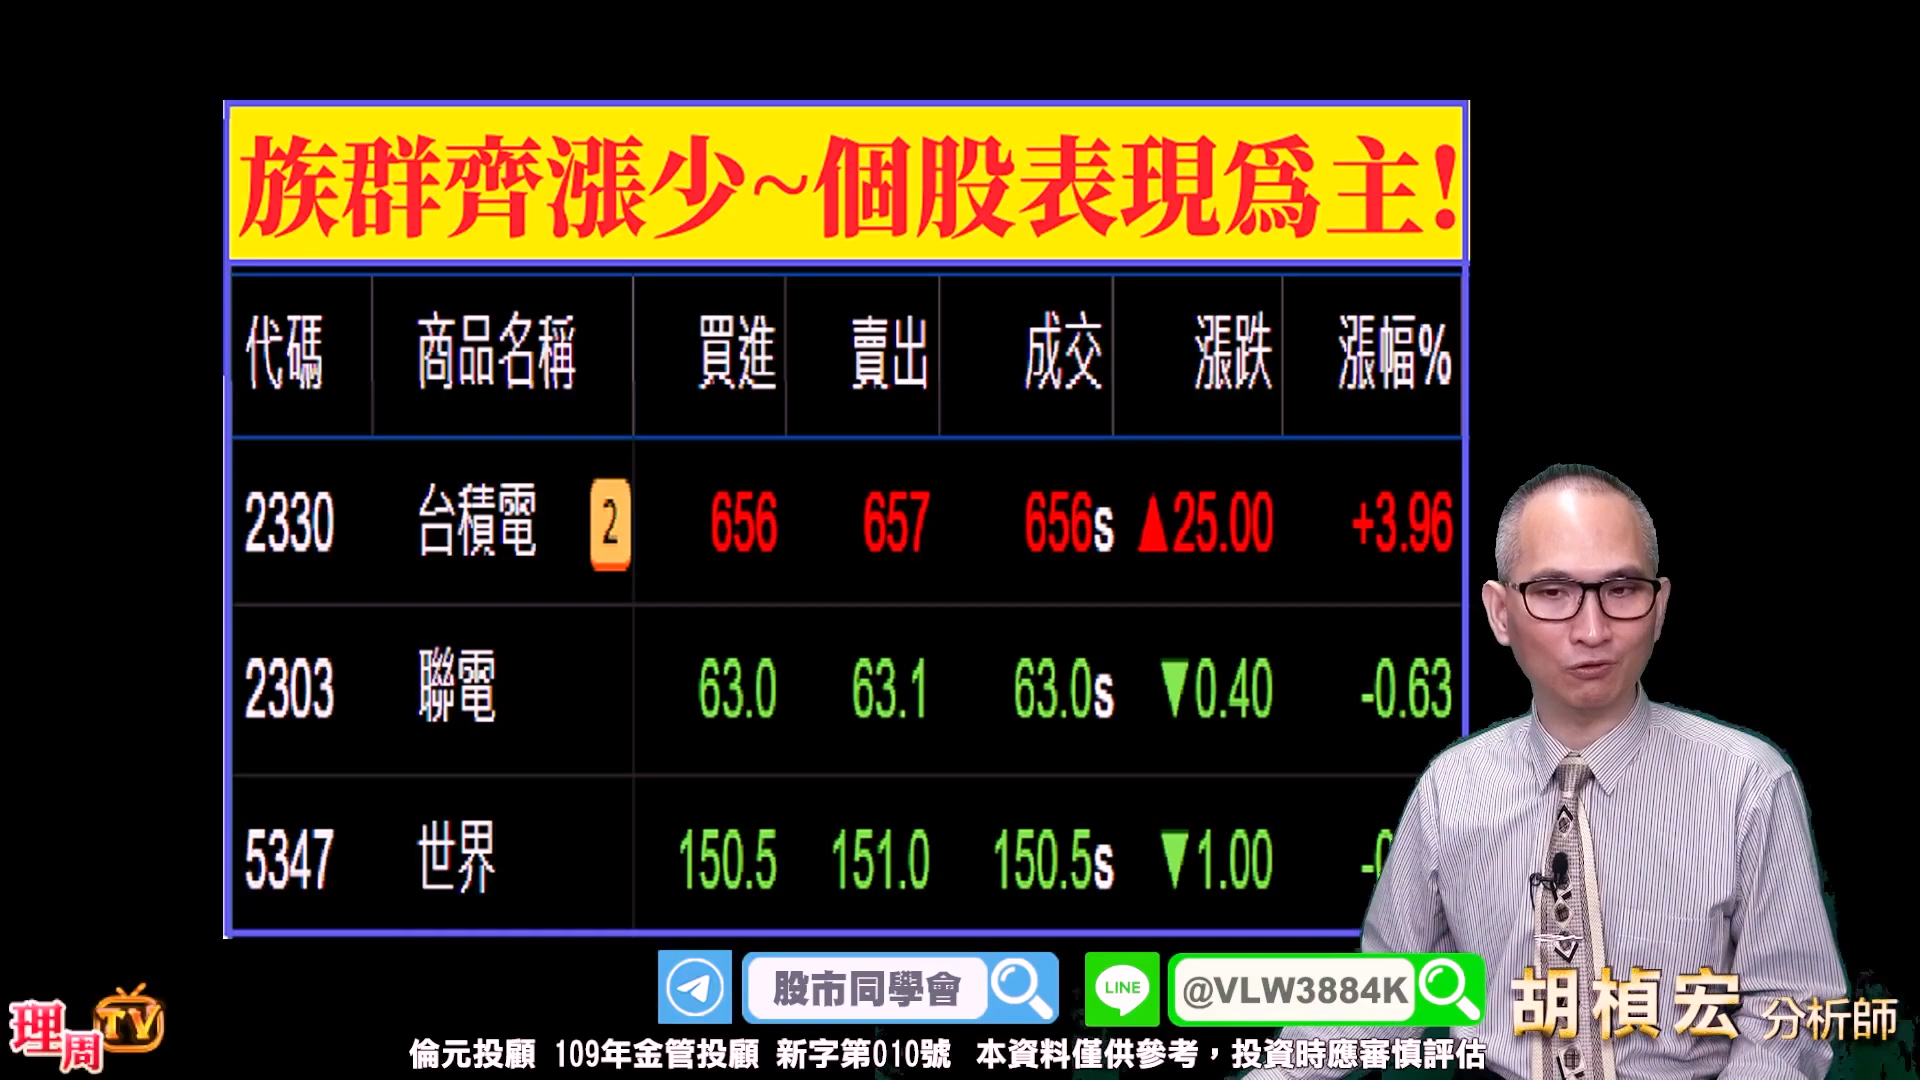 族群齊漲少~個股表現為主!
代碼 商品名稱 買進 賣出 成交 漲跌 漲幅%
2330 台積電 2 656 657 656s ▲25.00 +3.96
2303 聯電 63.0 63.1 63.0s ▼0.40 -0.63
5347 世界 150.5 151.0 150.5s ▼1.00
股市同學會
LINE
@VLW3884K
胡楨宏 分析師
理周TV
倫元投顧 109年金管投顧 新字第010號 本資料僅供參考，投資時應審慎評估